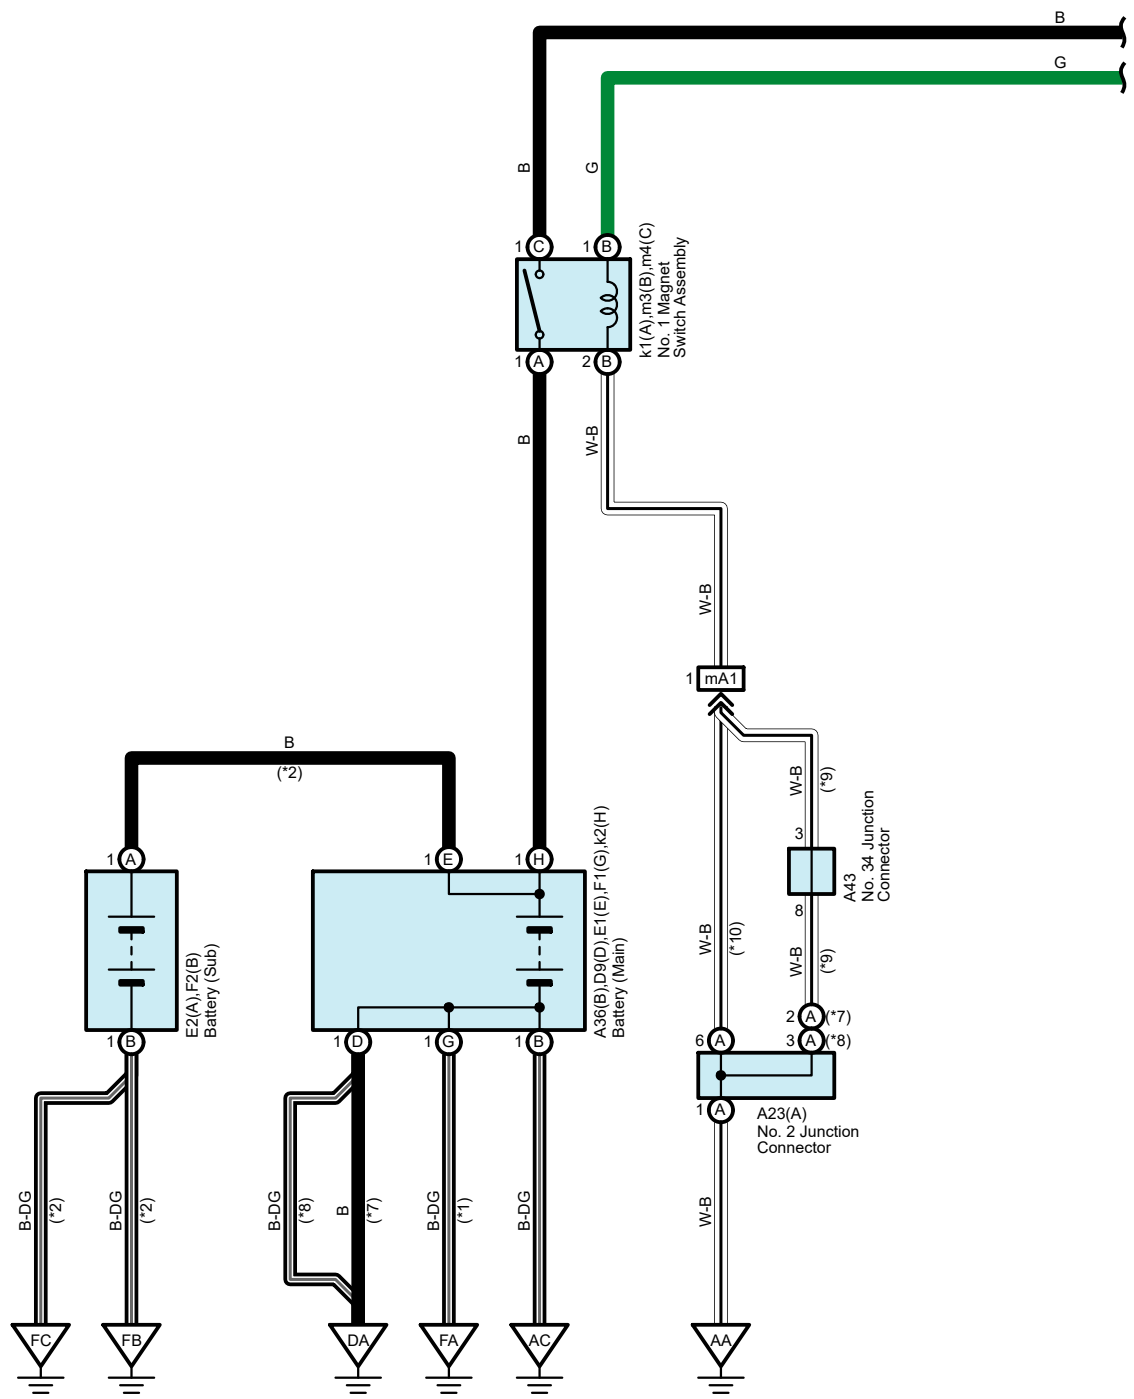 B
G
B
G
1 C
1 B
k1(A),m3(B),m4(C)
No. 1 Magnet
Switch Assembly
1 A
2 B
B
W-B
W-B
1 mA1
B
(*2)
W-B
(*9)
3
A43
No. 34 Junction
Connector
8
1 A
1 E
1 H
E2(A),F2(B)
Battery (Sub)
A36(B),D9(D),E1(E),F1(G),k2(H)
Battery (Main)
W-B
(*10)
W-B
(*9)
2 A (*7)
6 A
3 A (*8)
1 B
1 D
1 G
1 B
1 A
A23(A)
No. 2 Junction
Connector
B-DG
(*2)
B-DG
(*2)
B-DG
(*8)
B
(*7)
B-DG
(*1)
B-DG
W-B
FC
FB
DA
FA
AC
AA